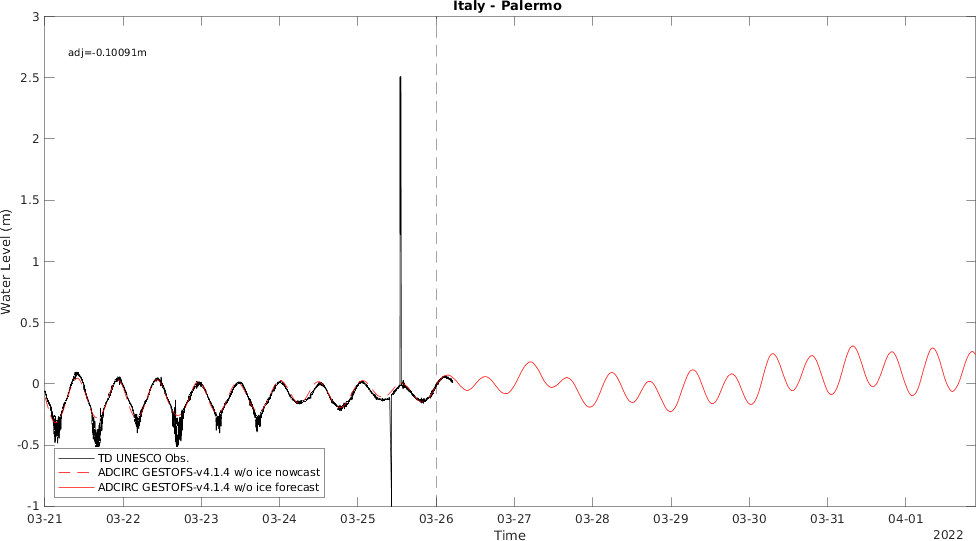 Italy - Palermo
adj=-0.10091m
Water Level (m)
3
2.5
2
1.5
1
0.5
0
-0.5
-1
TD UNESCO Obs.
ADCIRC GESTOFS-v4.1.4 w/o ice nowcast
ADCIRC GESTOFS-v4.1.4 w/o ice forecast
03-21 03-22 03-23 03-24 03-25 03-26 03-27 03-28 03-29 03-30 03-31 04-01
Time
2022